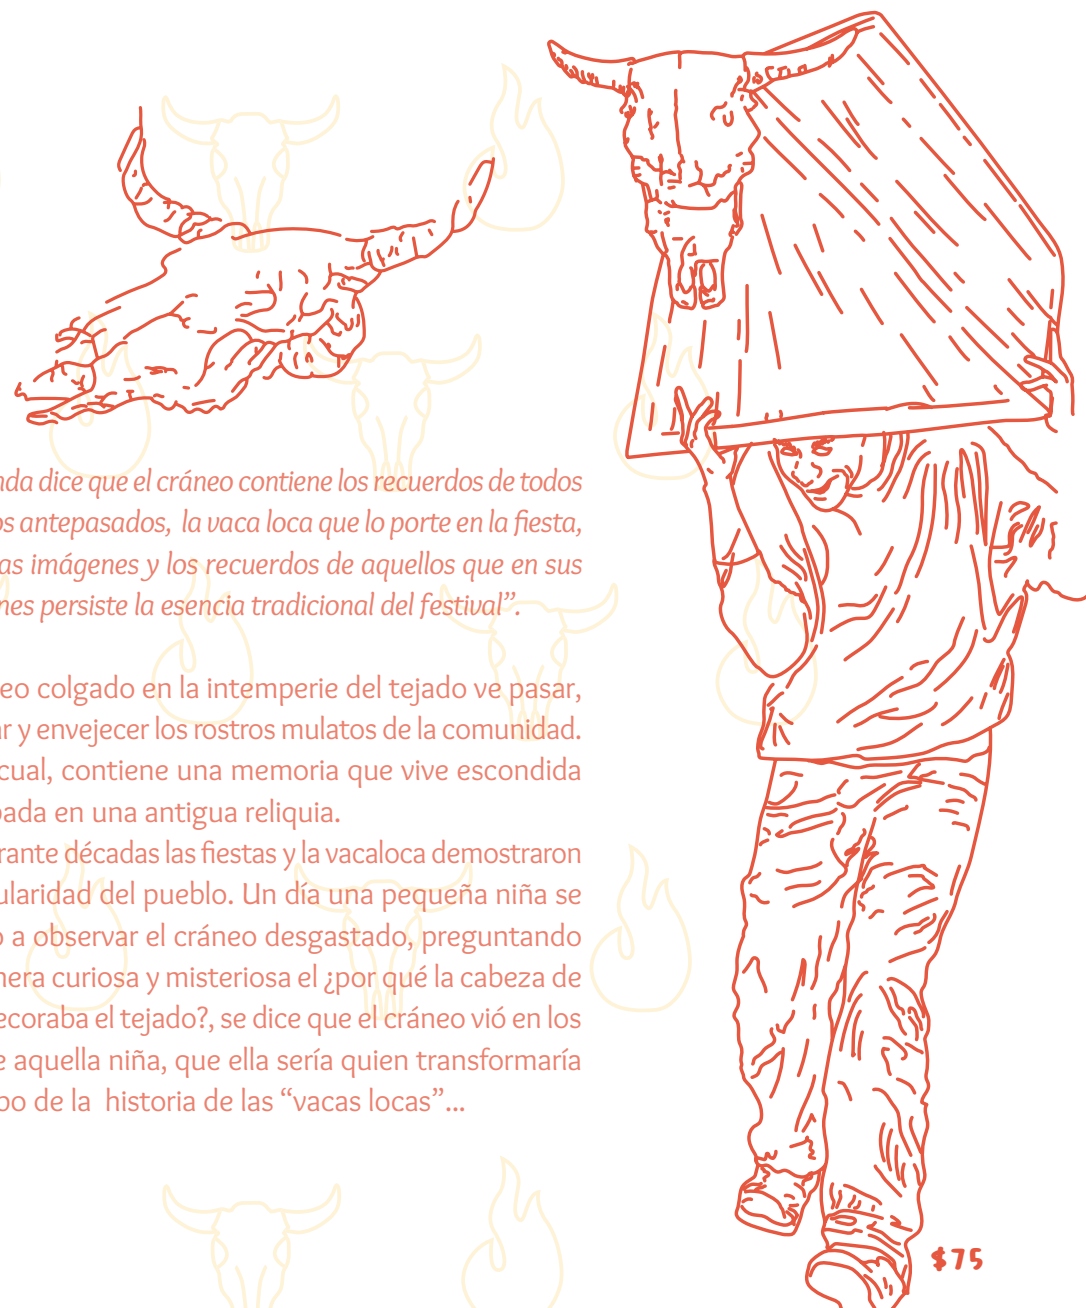 nda dice que el cráneo contiene los recuerdos de todos
os antepasados, la vaca loca que lo porte en la fiesta,
as imágenes y los recuerdos de aquellos que en sus
nes persiste la esencia tradicional del festival”.
eo colgado en la intemperie del tejado ve pasar,
ar y envejecer los rostros mulatos de la comunidad.
cual, contiene una memoria que vive escondida
pada en una antigua reliquia.
rante décadas las fiestas y la vacaloca demostraron
ularidad del pueblo. Un día una pequeña niña se
o a observar el cráneo desgastado, preguntando
nera curiosa y misteriosa el ¿por qué la cabeza de
ecoraba el tejado?, se dice que el cráneo vió en los
e aquella niña, que ella sería quien transformaría
po de la historia de las “vacas locas”...
$75